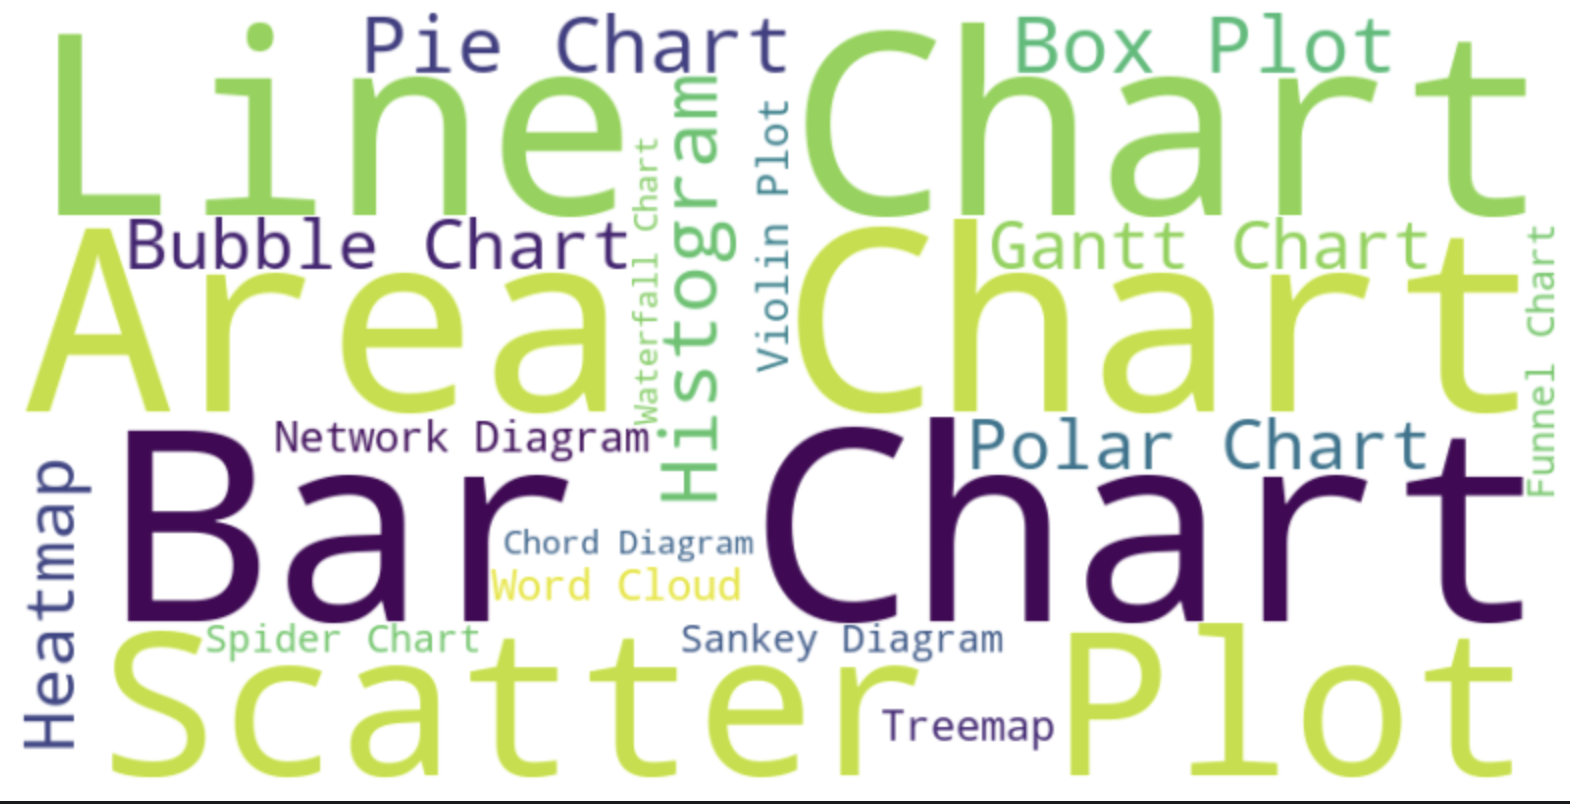 Pie Chart
Box Plot
Line Chart
Histogram
Violin Plot
Waterfall Chart
Bubble Chart
Gantt Chart
Area Chart
Funnel Chart
Network Diagram
Polar Chart
Bar Chart
Heatmap
Chord Diagram
Word Cloud
Spider Chart
Sankey Diagram
Scatter Plot
Treemap